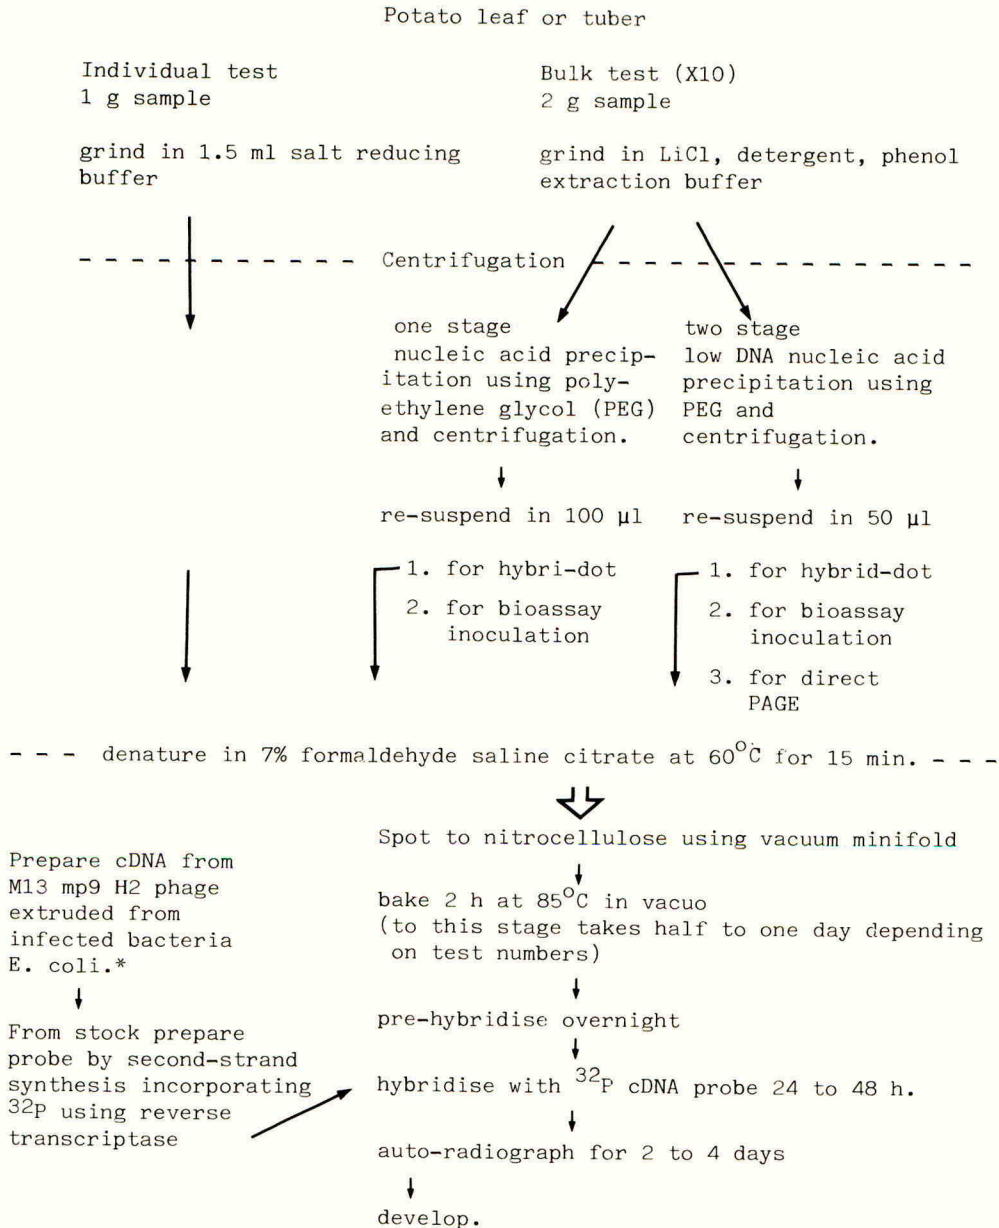 Potato leaf or tuber
Individual test
1 g sample
grind in 1.5 ml salt reducing
buffer
Bulk test (X10)
2 g sample
grind in LiCl, detergent, phenol
extraction buffer
Centrifugation
one stage
nucleic acid precip-
itation using poly-
ethylene glycol (PEG)
and centrifugation.
re-suspend in 100 µl
1. for hybri-dot
2. for bioassay
inoculation
two stage
low DNA nucleic acid
precipitation using
PEG and
centrifugation.
re-suspend in 50 µl
1. for hybrid-dot
2. for bioassay
inoculation
3. for direct
PAGE
denature in 7% formaldehyde saline citrate at 60°C for 15 min.
Spot to nitrocellulose using vacuum minifold
bake 2 h at 85°C in vacuo
(to this stage takes half to one day depending
on test numbers)
pre-hybridise overnight
Prepare cDNA from
M13 mp9 H2 phage
extruded from
infected bacteria
E. coli.*
From stock prepare
probe by second-strand
synthesis incorporating
³²P using reverse
transcriptase
hybridise with ³²P cDNA probe 24 to 48 h.
auto-radiograph for 2 to 4 days
develop.